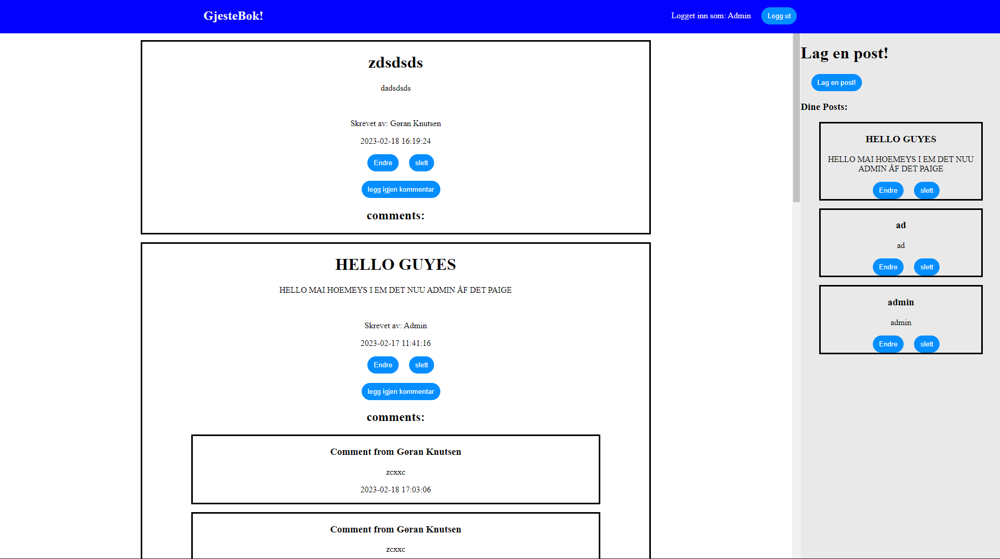 GjesteBok!
Logget inn som: Admin
Logg ut
zdsdsds
dadsdsds
Skrevet av: Gøran Knutsen
2023-02-18 16:19:24
Endre slett
legg igjen kommentar
comments:
HELLO GUYES
HELLO MAI HOEMEYS I EM DET NUU ADMIN ÅF DET PAIGE
Skrevet av: Admin
2023-02-17 11:41:16
Endre slett
legg igjen kommentar
comments:
Comment from Gøran Knutsen
zcxxc
2023-02-18 17:03:06
Comment from Gøran Knutsen
zcxxc
Lag en post!
Lag en post!
Dine Posts:
HELLO GUYES
HELLO MAI HOEMEYS I EM DET NUU
ADMIN ÅF DET PAIGE
Endre slett
ad
ad
Endre slett
admin
admin
Endre slett